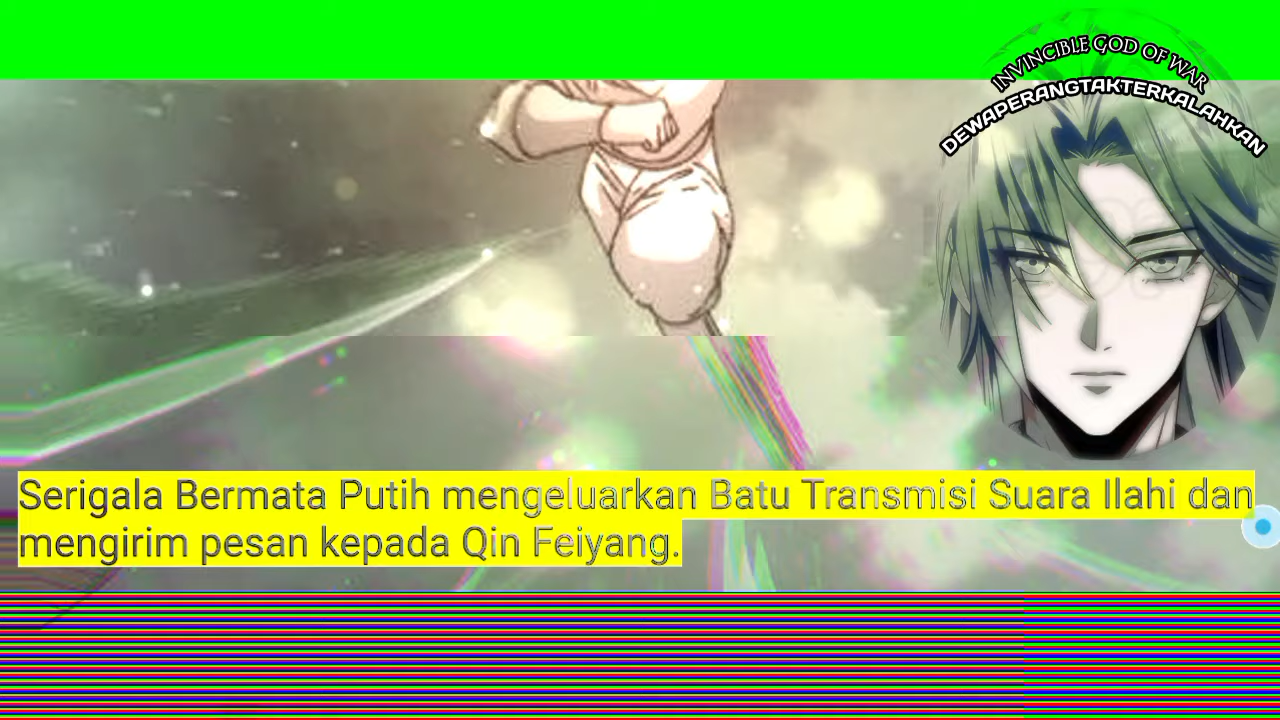 INVINCIBLE GOD OF WAR
DEWAPERANGTAKTERKALAHKAN
Serigala Bermata Putih mengeluarkan Batu Transmisi Suara Ilahi dan
mengirim pesan kepada Qin Feiyang.